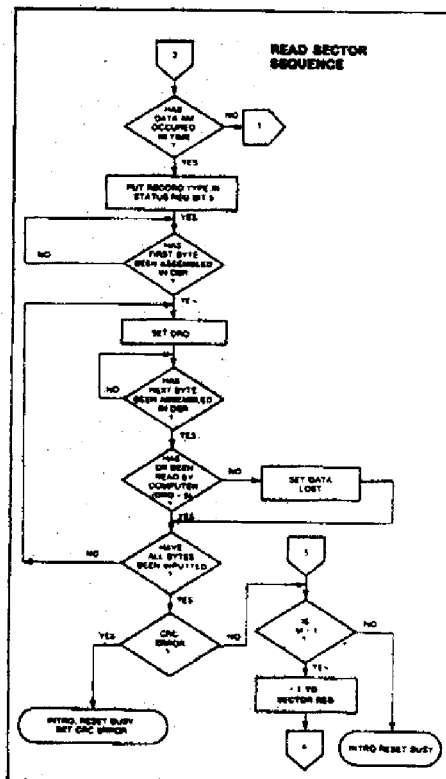 READ SECTOR
SEQUENCE
2
HAS
DATA AM
OCCURED
IN TIME
?
NO
1
YES
PUT RECORD TYPE IN
STATUS REG BIT 5
YES
NO
HAS
FIRST BYTE
BEEN ASSEMBLED
IN DSR
?
YES
SET DRQ
NO
HAS
NEXT BYTE
BEEN ASSEMBLED
IN DSR
?
YES
HAS
DR BEEN
READ BY
COMPUTER
?
NO
SET DATA
LOST
YES
NO
HAVE
ALL BYTES
BEEN INPUTTED
?
YES
5
YES
CRC
ERROR
?
NO
IS
?
NO
YES
INTRQ, RESET BUSY
SET CRC ERROR
+ 1 TO
SECTOR REG
INTRQ RESET BUSY